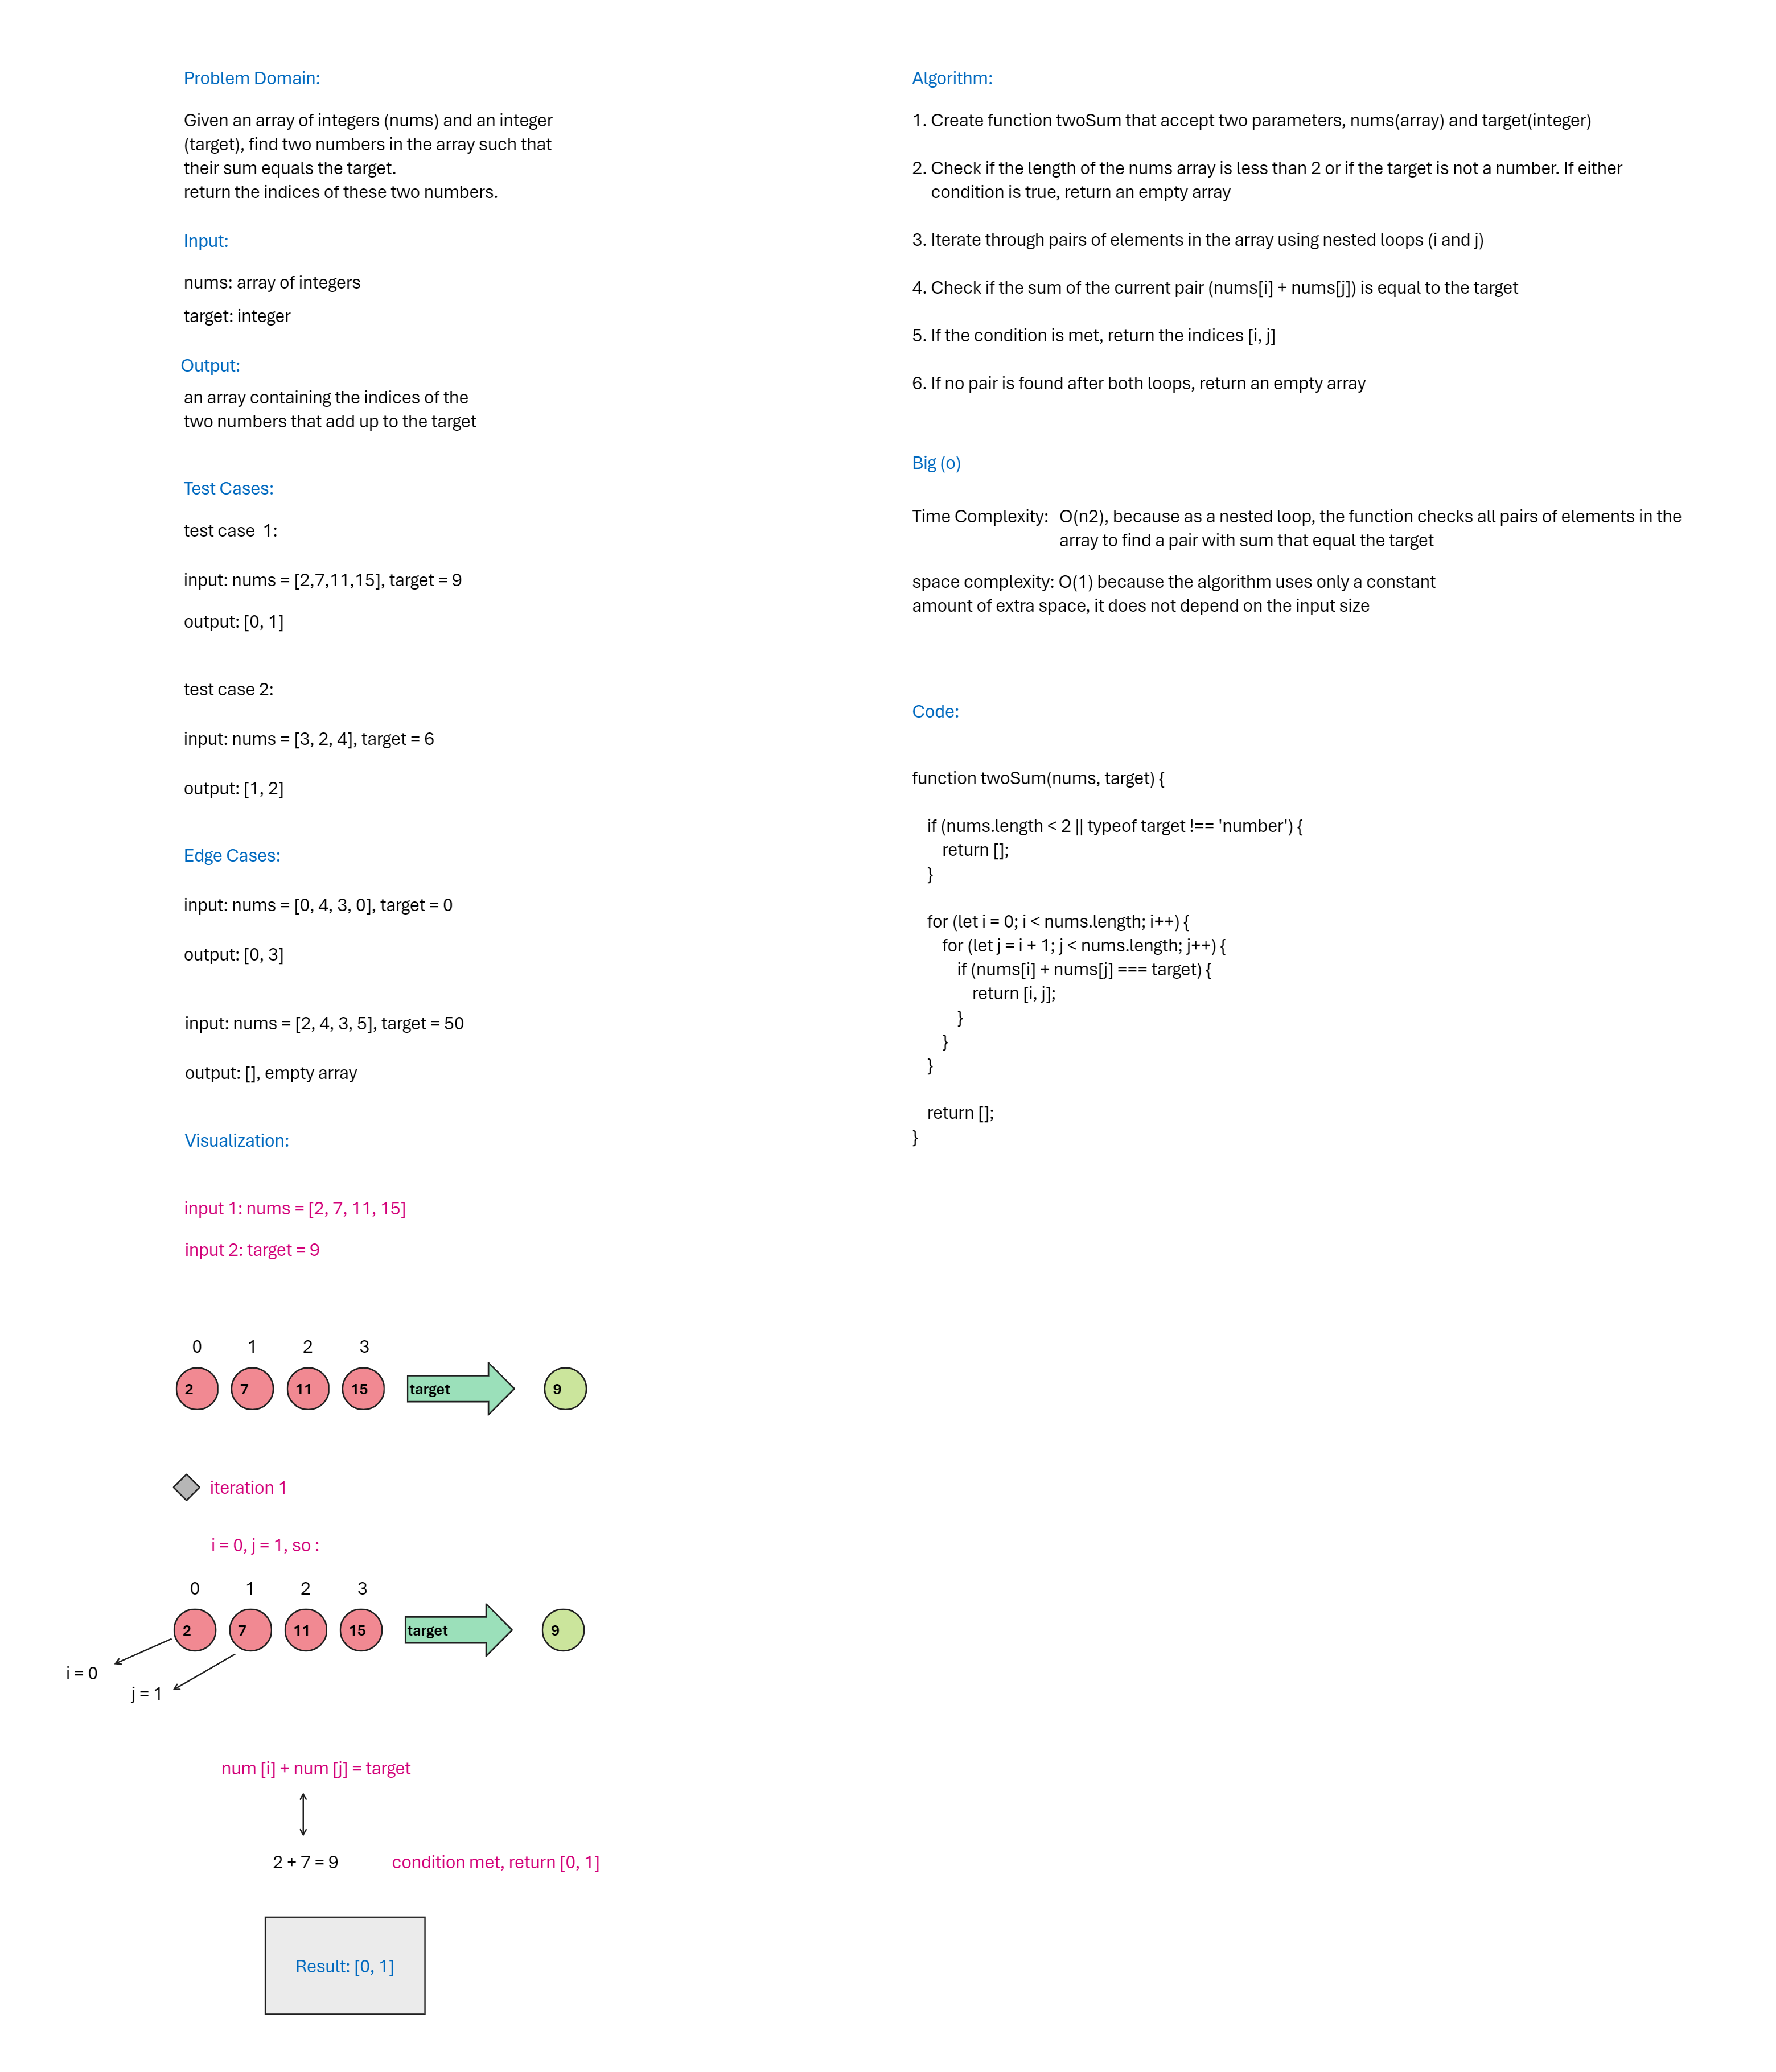 Problem Domain:
Given an array of integers (nums) and an integer
(target), find two numbers in the array such that
their sum equals the target.
return the indices of these two numbers.
Input:
nums: array of integers
target: integer
Output:
an array containing the indices of the
two numbers that add up to the target
Test Cases:
test case  1:
input: nums = [2,7,11,15], target = 9
output: [0, 1]
test case 2:
input: nums = [3, 2, 4], target = 6
output: [1, 2]
Edge Cases:
input: nums = [0, 4, 3, 0], target = 0
output: [0, 3]
input: nums = [2, 4, 3, 5], target = 50
output: [], empty array
Visualization:
input 1: nums = [2, 7, 11, 15]
input 2: target = 9
0 1 2 3
2 7 11 15 target 9
iteration 1
i = 0, j = 1, so :
0 1 2 3
2 7 11 15 target 9
i = 0
j = 1
num [i] + num [j] = target
2 + 7 = 9 condition met, return [0, 1]
Result: [0, 1]
Algorithm:
1. Create function twoSum that accept two parameters, nums(array) and target(integer)
2. Check if the length of the nums array is less than 2 or if the target is not a number. If either
condition is true, return an empty array
3. Iterate through pairs of elements in the array using nested loops (i and j)
4. Check if the sum of the current pair (nums[i] + nums[j]) is equal to the target
5. If the condition is met, return the indices [i, j]
6. If no pair is found after both loops, return an empty array
Big (o)
Time Complexity: O(n2), because as a nested loop, the function checks all pairs of elements in the
array to find a pair with sum that equal the target
space complexity: O(1) because the algorithm uses only a constant
amount of extra space, it does not depend on the input size
Code:
function twoSum(nums, target) {
if (nums.length < 2 || typeof target !== 'number') {
return [];
}
for (let i = 0; i < nums.length; i++) {
for (let j = i + 1; j < nums.length; j++) {
if (nums[i] + nums[j] === target) {
return [i, j];
}
}
}
return [];
}